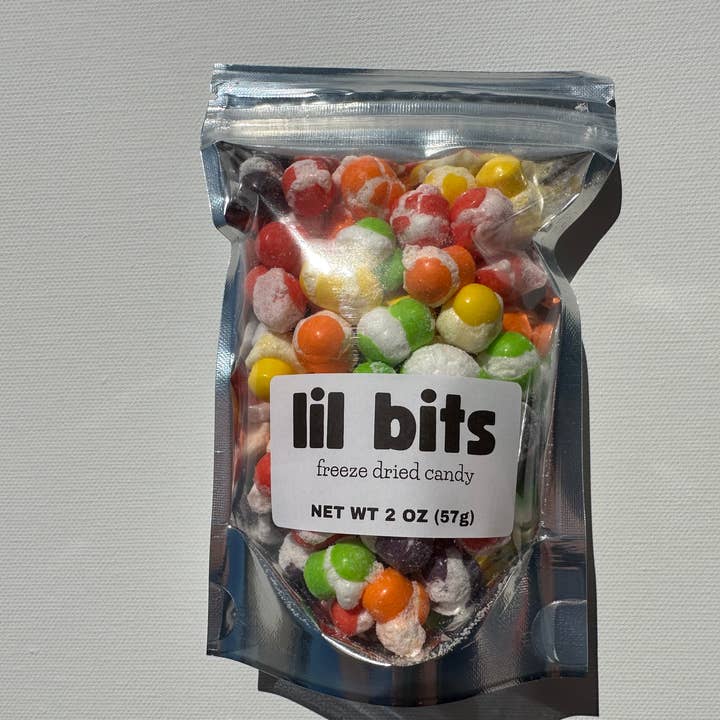 lil bits
freeze dried candy
NET WT 2 OZ (57g)